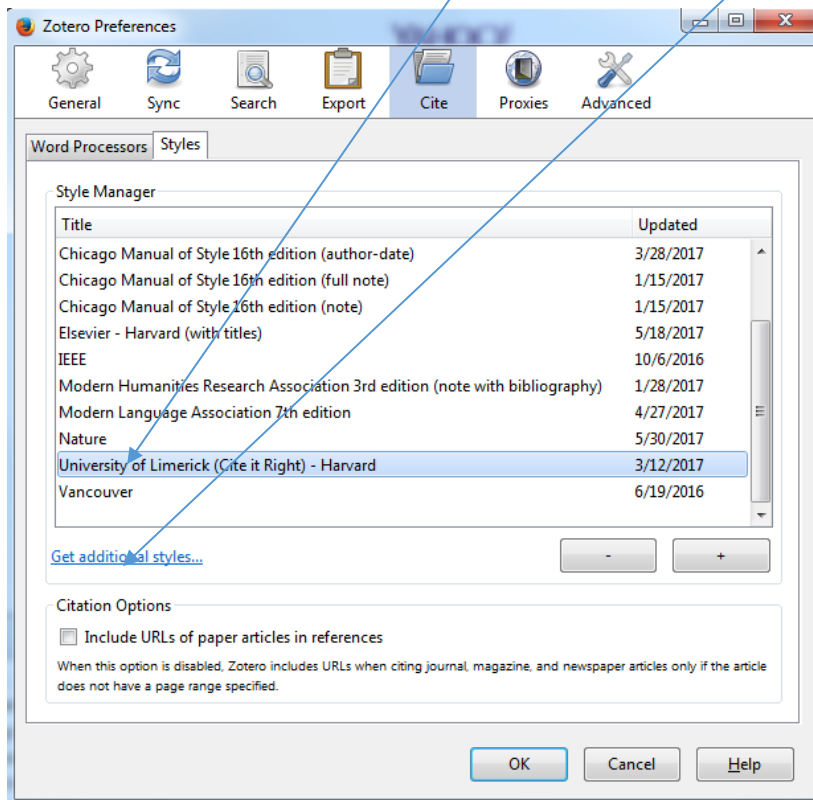 Zotero Preferences
General Sync Search Export Cite Proxies Advanced
Word Processors Styles
Style Manager
Title Updated
Chicago Manual of Style 16th edition (author-date) 3/28/2017
Chicago Manual of Style 16th edition (full note) 1/15/2017
Chicago Manual of Style 16th edition (note) 1/15/2017
Elsevier - Harvard (with titles) 5/18/2017
IEEE 10/6/2016
Modern Humanities Research Association 3rd edition (note with bibliography) 1/28/2017
Modern Language Association 7th edition 4/27/2017
Nature 5/30/2017
University of Limerick (Cite it Right) - Harvard 3/12/2017
Vancouver 6/19/2016
Get additional styles...
- +
Citation Options
Include URLs of paper articles in references
When this option is disabled, Zotero includes URLs when citing journal, magazine, and newspaper articles only if the article
does not have a page range specified.
OK Cancel Help